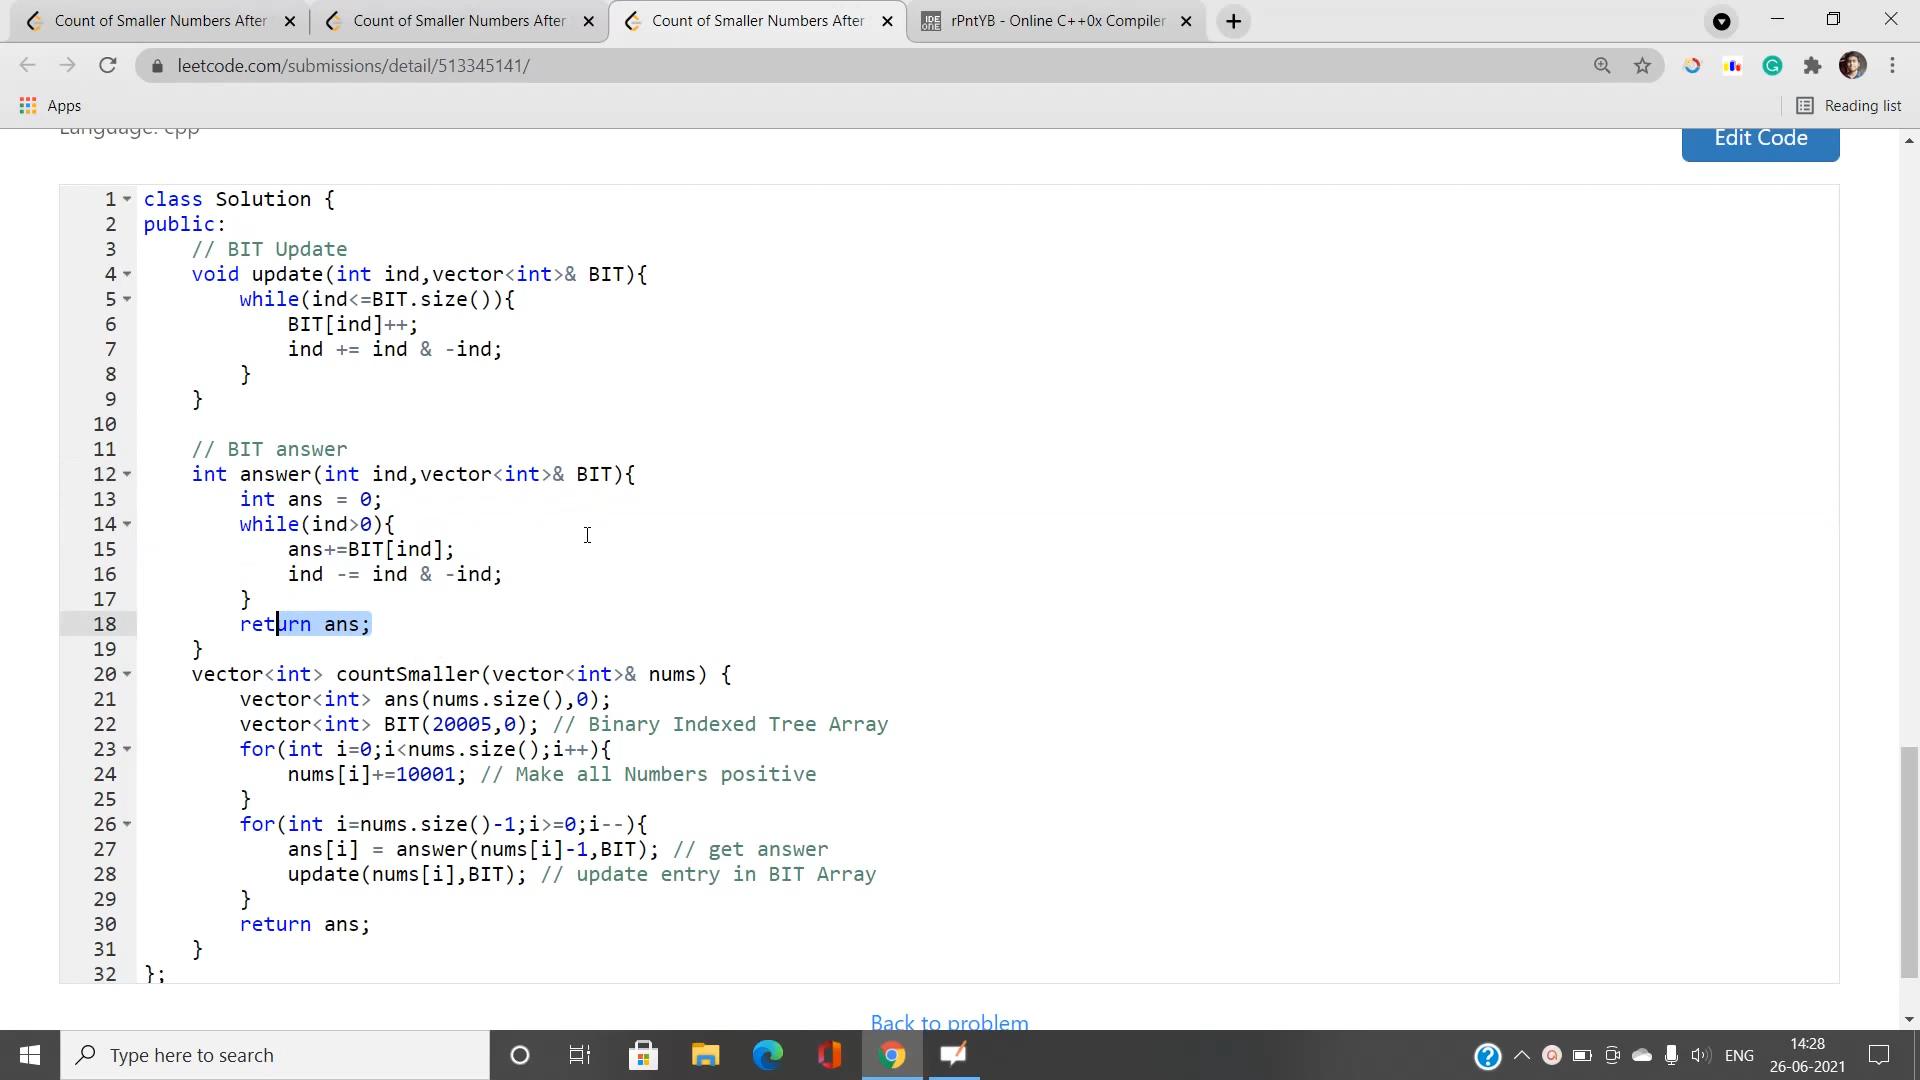 Count of Smaller Numbers After
Count of Smaller Numbers After
Count of Smaller Numbers After
IDE ONE
rPntYB - Online C++0x Compiler
leetcode.com/submissions/detail/513345141/
Apps
Reading list
Language: cpp
Edit Code
1 class Solution {
2 public:
3 // BIT Update
4 void update(int ind,vector<int>& BIT){
5 while(ind<=BIT.size()){
6 BIT[ind]++;
7 ind += ind & -ind;
8 }
9 }
10
11 // BIT answer
12 int answer(int ind,vector<int>& BIT){
13 int ans = 0;
14 while(ind>0){
15 ans+=BIT[ind];
16 ind -= ind & -ind;
17 }
18 return ans;
19 }
20 vector<int> countSmaller(vector<int>& nums) {
21 vector<int> ans(nums.size(),0);
22 vector<int> BIT(20005,0); // Binary Indexed Tree Array
23 for(int i=0;i<nums.size();i++){
24 nums[i]+=10001; // Make all Numbers positive
25 }
26 for(int i=nums.size()-1;i>=0;i--){
27 ans[i] = answer(nums[i]-1,BIT); // get answer
28 update(nums[i],BIT); // update entry in BIT Array
29 }
30 return ans;
31 }
32 };
Back to problem
Type here to search
ENG
14:28
26-06-2021